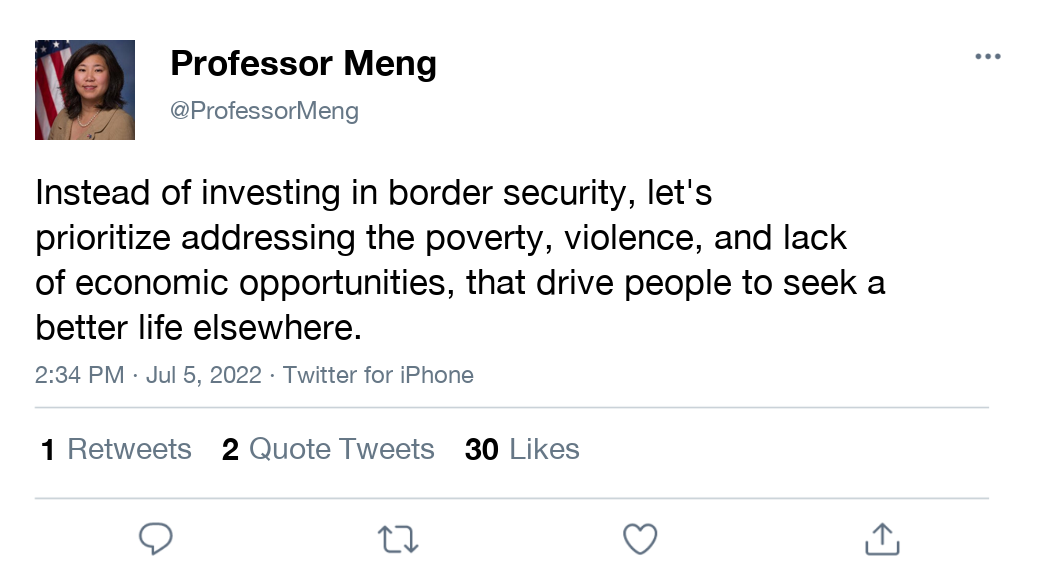 Professor Meng
@ProfessorMeng
Instead of investing in border security, let's
prioritize addressing the poverty, violence, and lack
of economic opportunities, that drive people to seek a
better life elsewhere.
2:34 PM · Jul 5, 2022 · Twitter for iPhone
1 Retweets 2 Quote Tweets 30 Likes